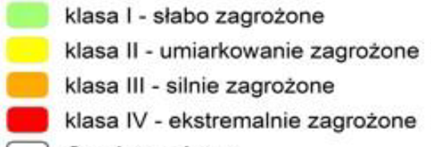 klasa I - słabo zagrożone
klasa II - umiarkowanie zagrożone
klasa III - silnie zagrożone
klasa IV - ekstremalnie zagrożone